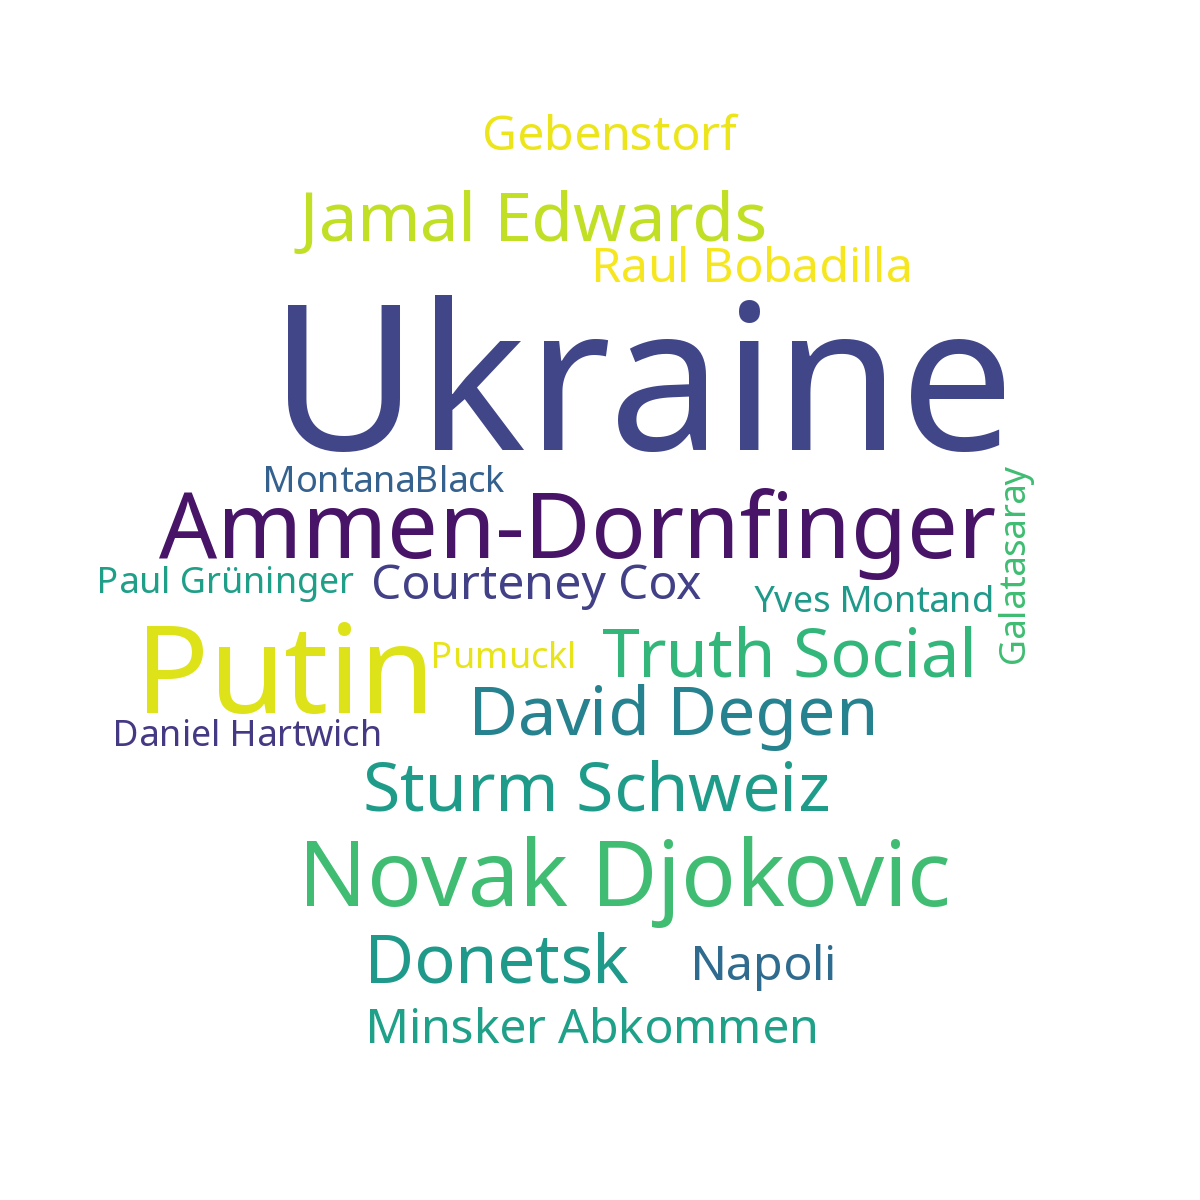 Gebenstorf
Jamal Edwards
Raul Bobadilla
Ukraine
MontanaBlack
Ammen-Dornfinger
Galatasaray
Paul Grüninger
Courteney Cox
Yves Montand
Putin
Pumuckl
Truth Social
David Degen
Daniel Hartwich
Sturm Schweiz
Novak Djokovic
Donetsk
Napoli
Minsker Abkommen